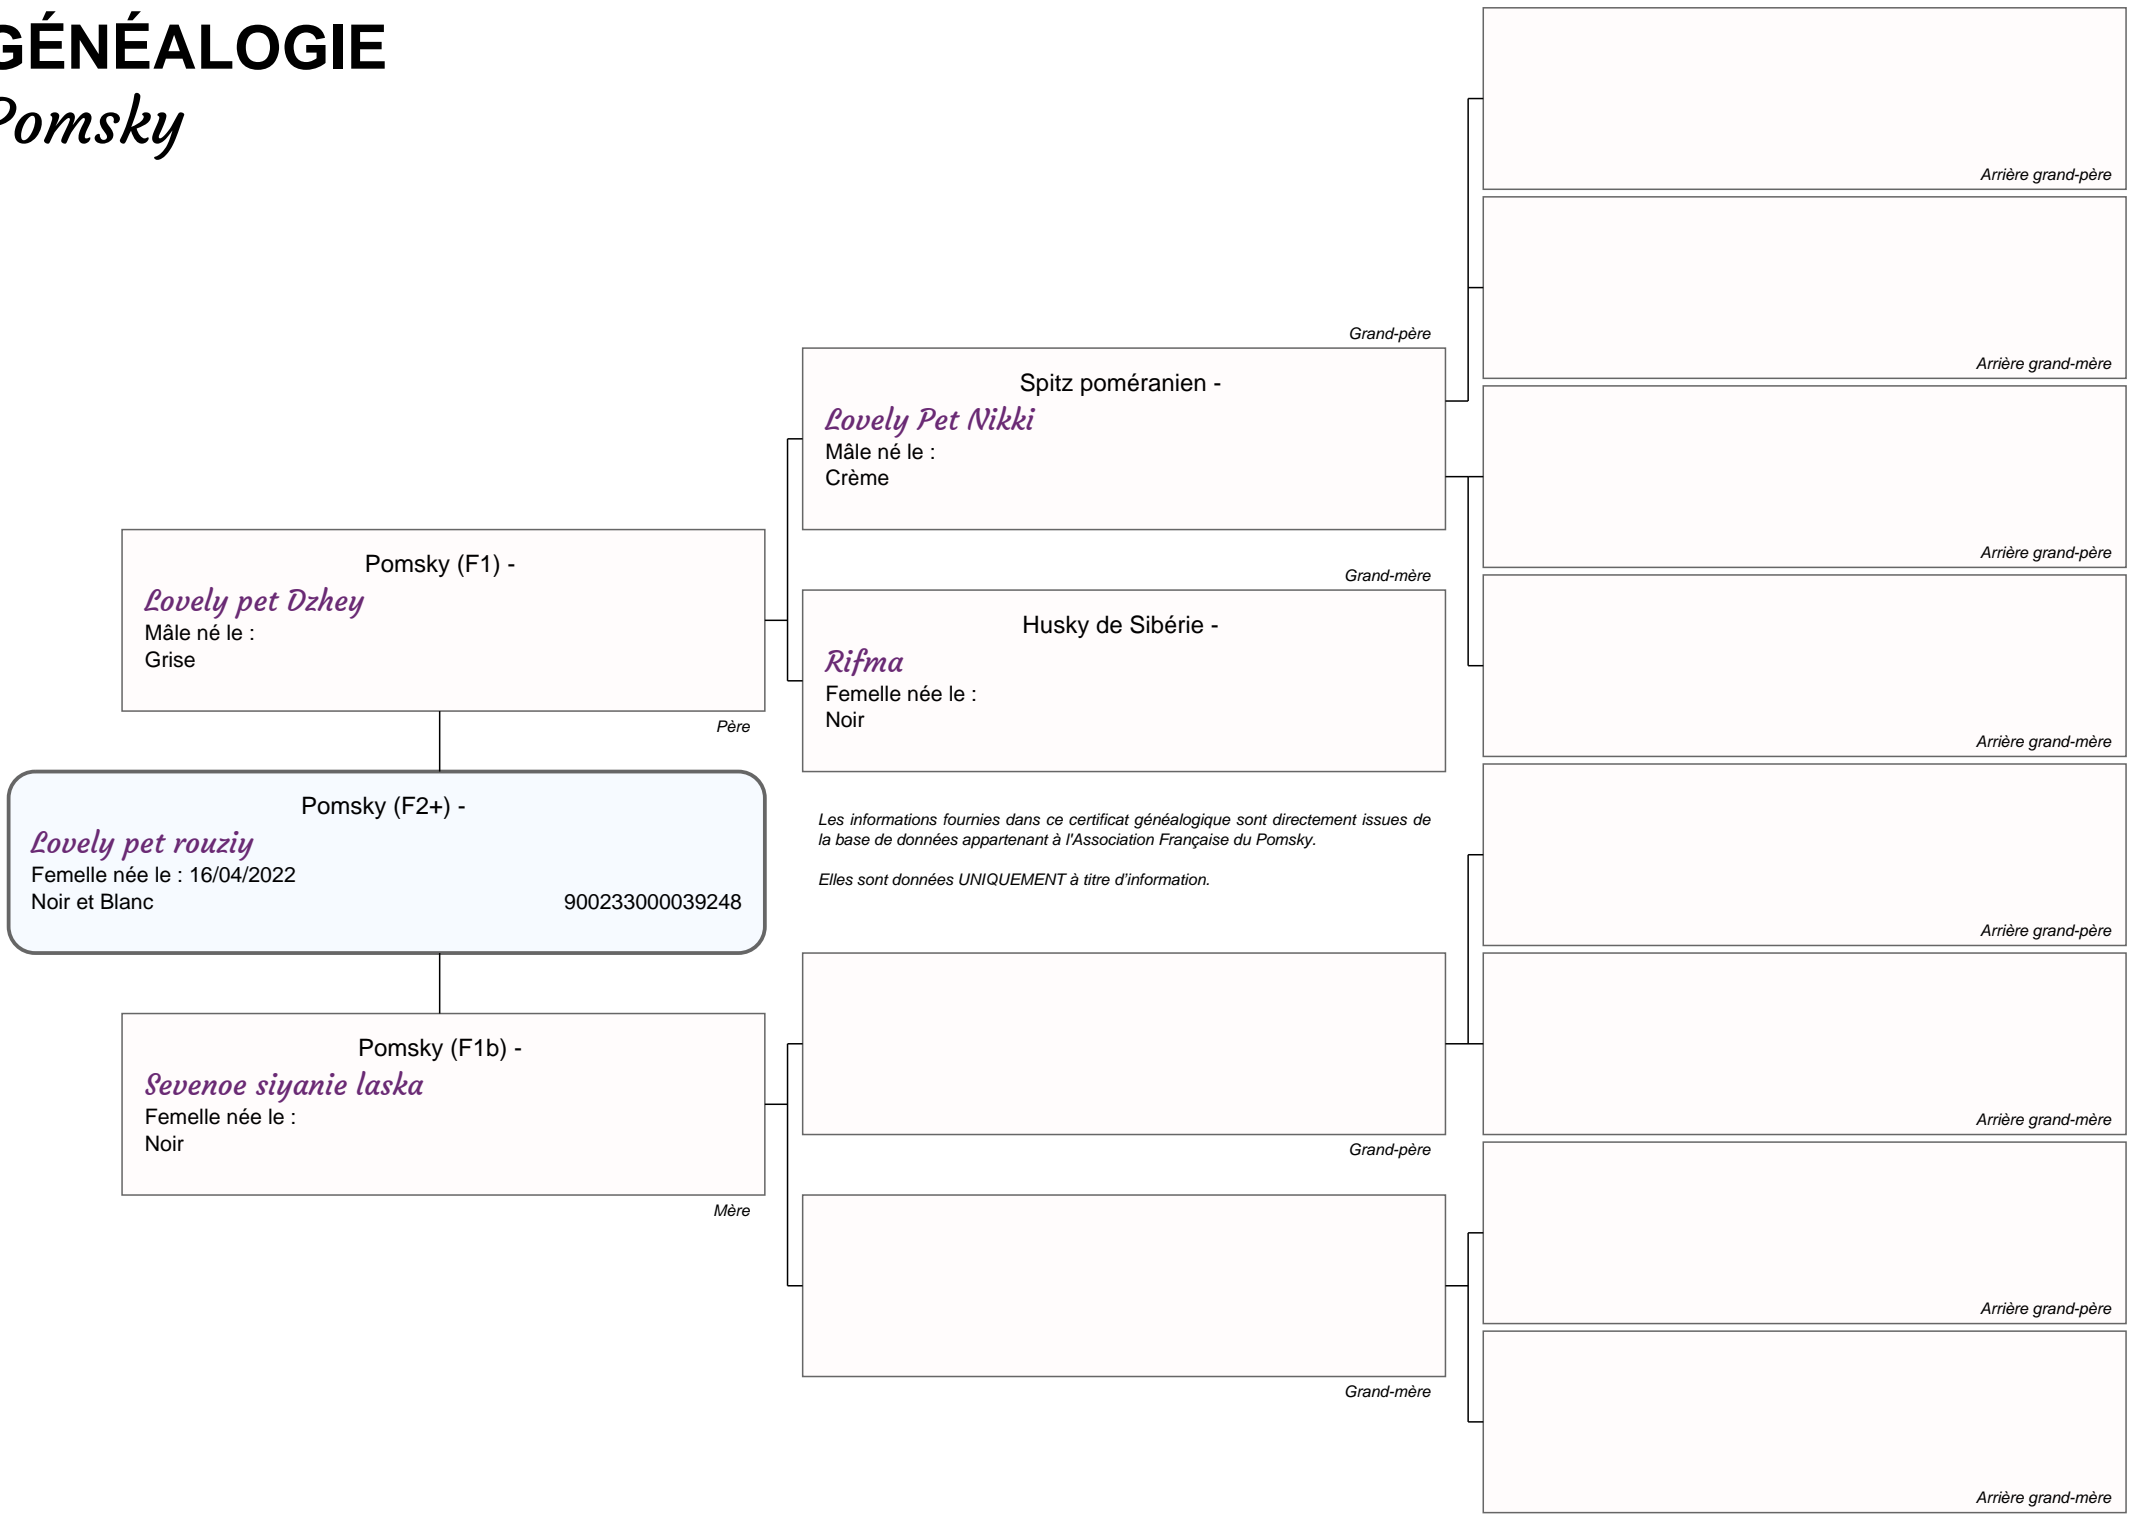 GÉNÉALOGIE
Pomsky
Arrière grand-père
Arrière grand-mère
Grand-père
Spitz poméranien -
Lovely Pet Nikki
Mâle né le :
Crème
Arrière grand-père
Pomsky (F1) -
Lovely pet Dzhey
Mâle né le :
Grise
Père
Grand-mère
Husky de Sibérie -
Rifma
Femelle née le :
Noir
Arrière grand-mère
Pomsky (F2+) -
Lovely pet rouziy
Femelle née le : 16/04/2022
Noir et Blanc 900233000039248
Les informations fournies dans ce certificat généalogique sont directement issues de
la base de données appartenant à l'Association Française du Pomsky.
Elles sont données UNIQUEMENT à titre d'information.
Arrière grand-père
Pomsky (F1b) -
Sevenoe siyanie laska
Femelle née le :
Noir
Mère
Arrière grand-mère
Grand-père
Arrière grand-père
Grand-mère
Arrière grand-mère